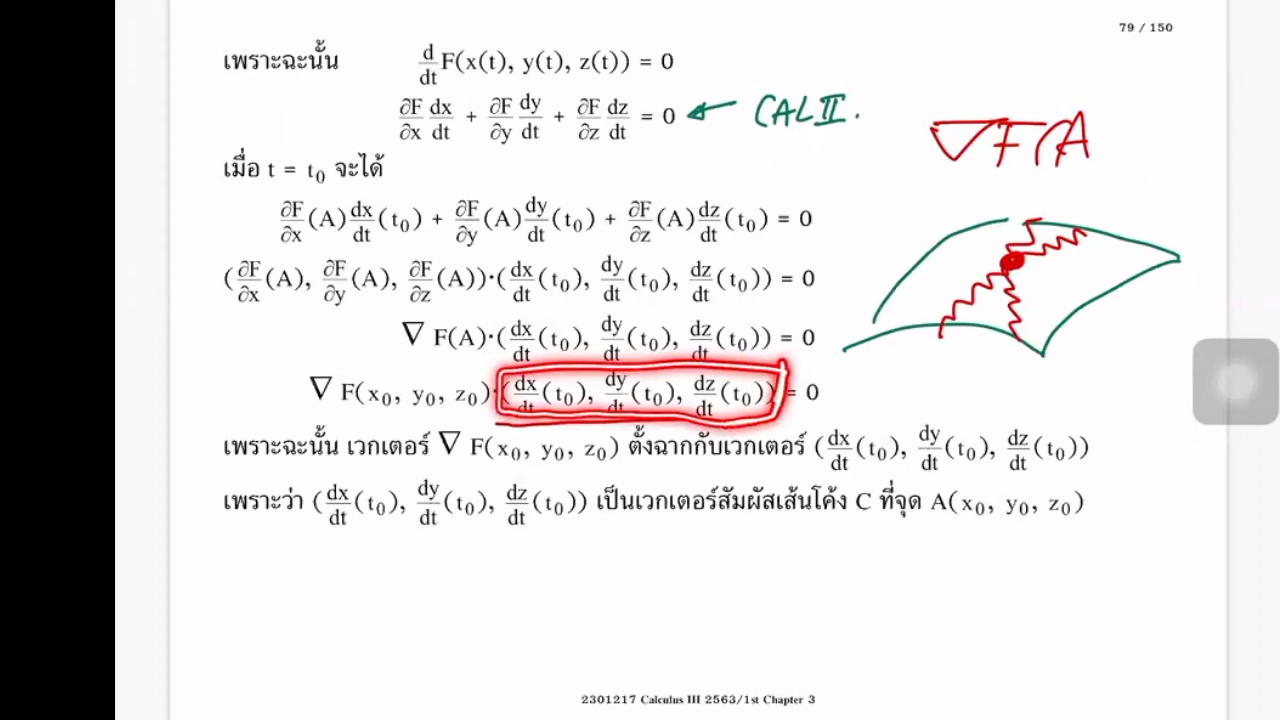 79 / 150
เพราะฉะนั้น d/dt F(x(t), y(t), z(t)) = 0
∂F/∂x dx/dt + ∂F/∂y dy/dt + ∂F/∂z dz/dt = 0 ← CAL II.
∇F(A
เมื่อ t = t₀ จะได้
∂F/∂x (A) dx/dt (t₀) + ∂F/∂y (A) dy/dt (t₀) + ∂F/∂z (A) dz/dt (t₀) = 0
(∂F/∂x (A), ∂F/∂y (A), ∂F/∂z (A))·(dx/dt (t₀), dy/dt (t₀), dz/dt (t₀)) = 0
∇ F(A)·(dx/dt (t₀), dy/dt (t₀), dz/dt (t₀)) = 0
∇ F(x₀, y₀, z₀)·(dx/dt (t₀), dy/dt (t₀), dz/dt (t₀)) = 0
เพราะฉะนั้น เวกเตอร์ ∇ F(x₀, y₀, z₀) ตั้งฉากกับเวกเตอร์ (dx/dt (t₀), dy/dt (t₀), dz/dt (t₀))
เพราะว่า (dx/dt (t₀), dy/dt (t₀), dz/dt (t₀)) เป็นเวกเตอร์สัมผัสเส้นโค้ง C ที่จุด A(x₀, y₀, z₀)
2301217 Calculus III 2563/1st Chapter 3